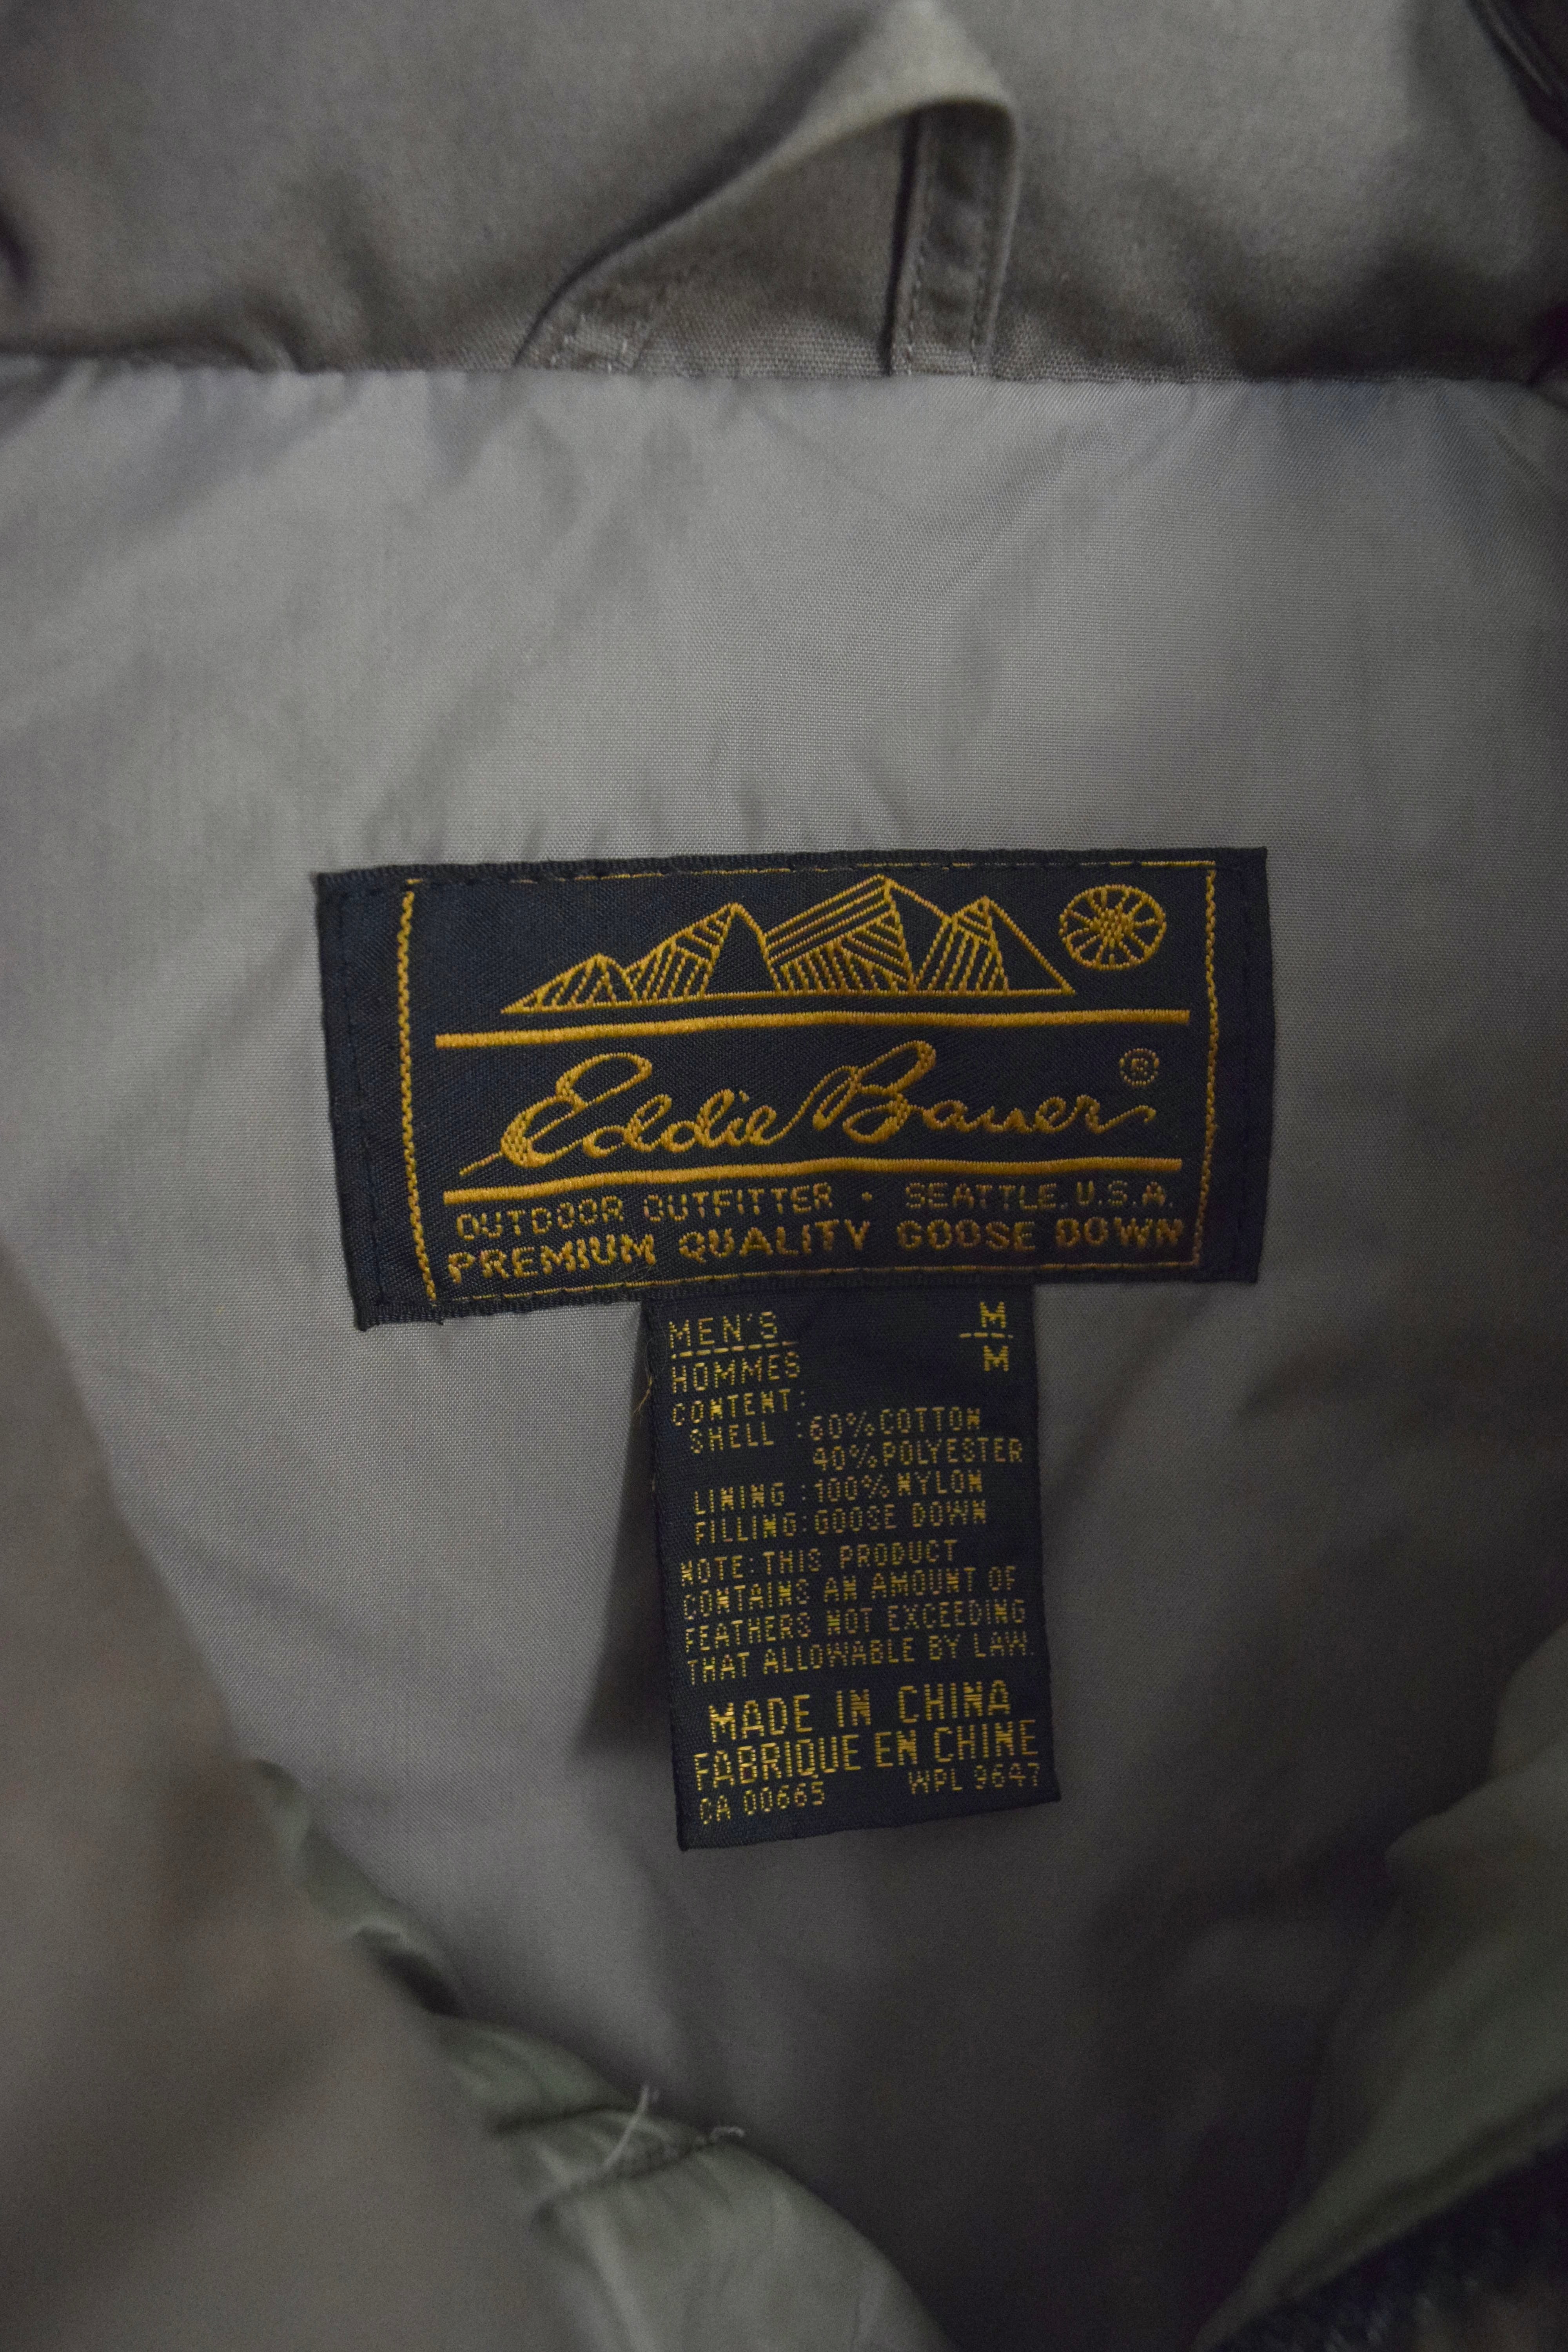 Eddie Bauer ®
OUTDOOR OUTFITTER · SEATTLE, U.S.A.
PREMIUM QUALITY GOOSE DOWN
MEN'S M
HOMMES M
CONTENT:
SHELL :60%COTTON
40%POLYESTER
LINING :100%NYLON
FILLING:GOOSE DOWN
NOTE:THIS PRODUCT
CONTAINS AN AMOUNT OF
FEATHERS NOT EXCEEDING
THAT ALLOWABLE BY LAW.
MADE IN CHINA
FABRIQUE EN CHINE
CA 00665 WPL 9647